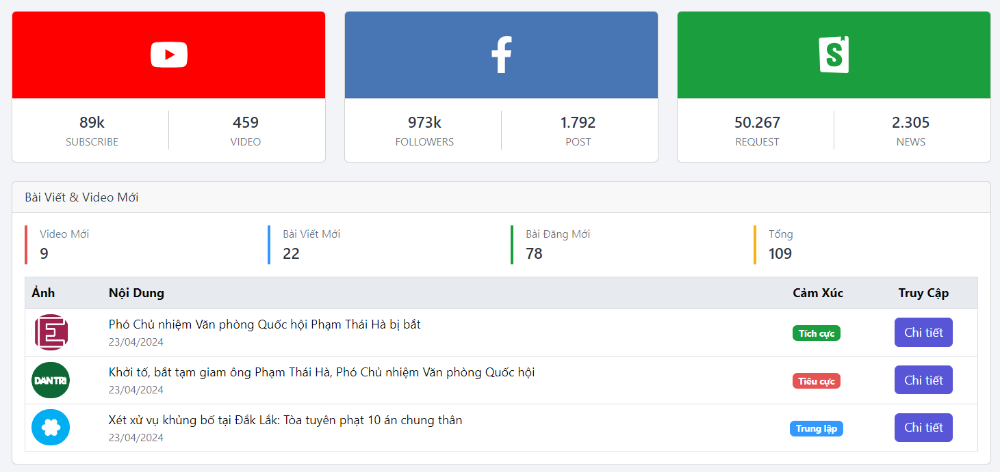 S
89k
459
SUBSCRIBE
VIDEO
973k
1.792
FOLLOWERS
POST
50.267
2.305
REQUEST
NEWS
Bài Viết & Video Mới
Video Mới
9
Bài Viết Mới
22
Bài Đăng Mới
78
Tổng
109
Ảnh
Nội Dung
Cảm Xúc
Truy Cập
E
Phó Chủ nhiệm Văn phòng Quốc hội Phạm Thái Hà bị bắt
23/04/2024
Tích cực
Chi tiết
DANTRI
Khởi tố, bắt tạm giam ông Phạm Thái Hà, Phó Chủ nhiệm Văn phòng Quốc hội
23/04/2024
Tiêu cực
Chi tiết
Xét xử vụ khủng bố tại Đắk Lắk: Tòa tuyên phạt 10 án chung thân
23/04/2024
Trung lập
Chi tiết